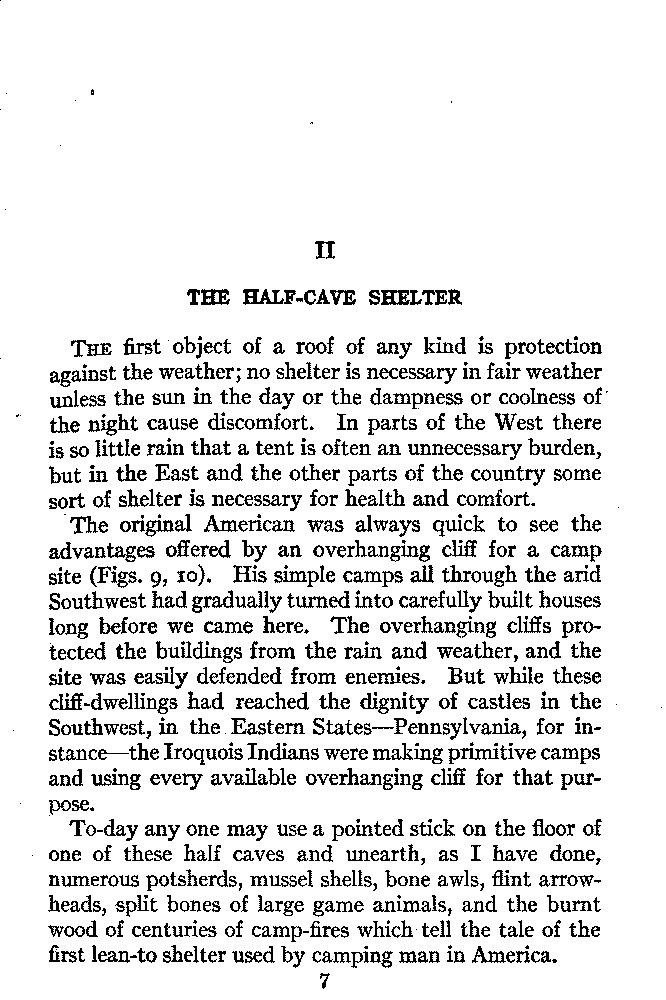 II
THE HALF-CAVE SHELTER
THE first object of a roof of any kind is protection
against the weather; no shelter is necessary in fair weather
unless the sun in the day or the dampness or coolness of
the night cause discomfort. In parts of the West there
is so little rain that a tent is often an unnecessary burden,
but in the East and the other parts of the country some
sort of shelter is necessary for health and comfort.
The original American was always quick to see the
advantages offered by an overhanging cliff for a camp
site (Figs. 9, 10). His simple camps all through the arid
Southwest had gradually turned into carefully built houses
long before we came here. The overhanging cliffs pro-
tected the buildings from the rain and weather, and the
site was easily defended from enemies. But while these
cliff-dwellings had reached the dignity of castles in the
Southwest, in the Eastern States—Pennsylvania, for in-
stance—the Iroquois Indians were making primitive camps
and using every available overhanging cliff for that pur-
pose.
To-day any one may use a pointed stick on the floor of
one of these half caves and unearth, as I have done,
numerous potsherds, mussel shells, bone awls, flint arrow-
heads, split bones of large game animals, and the burnt
wood of centuries of camp-fires which tell the tale of the
first lean-to shelter used by camping man in America.
7